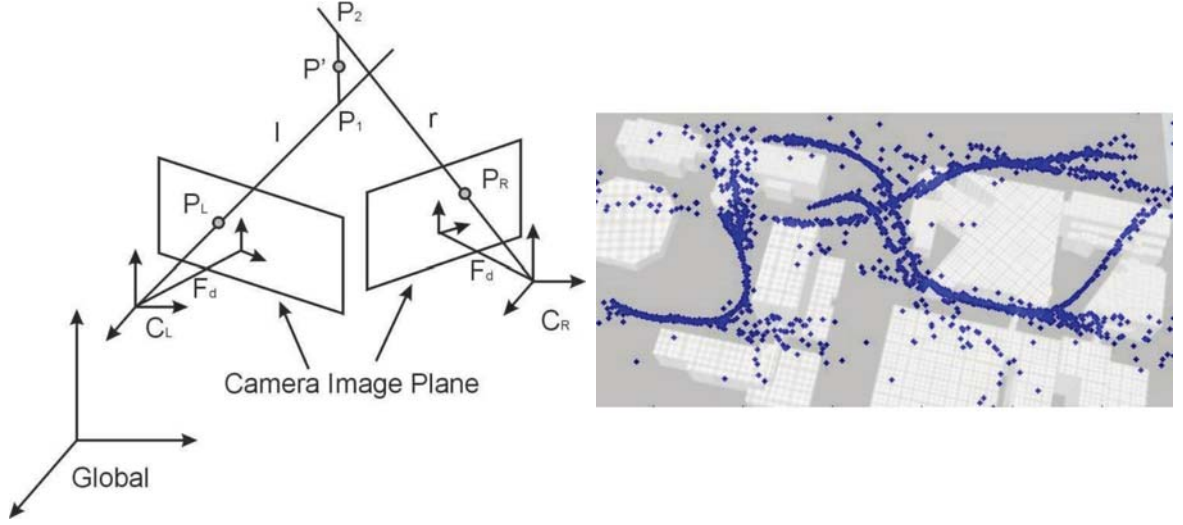 P₂
P'
P₁
l
r
P_L
P_R
F_d
F_d
C_L
C_R
Camera Image Plane
Global